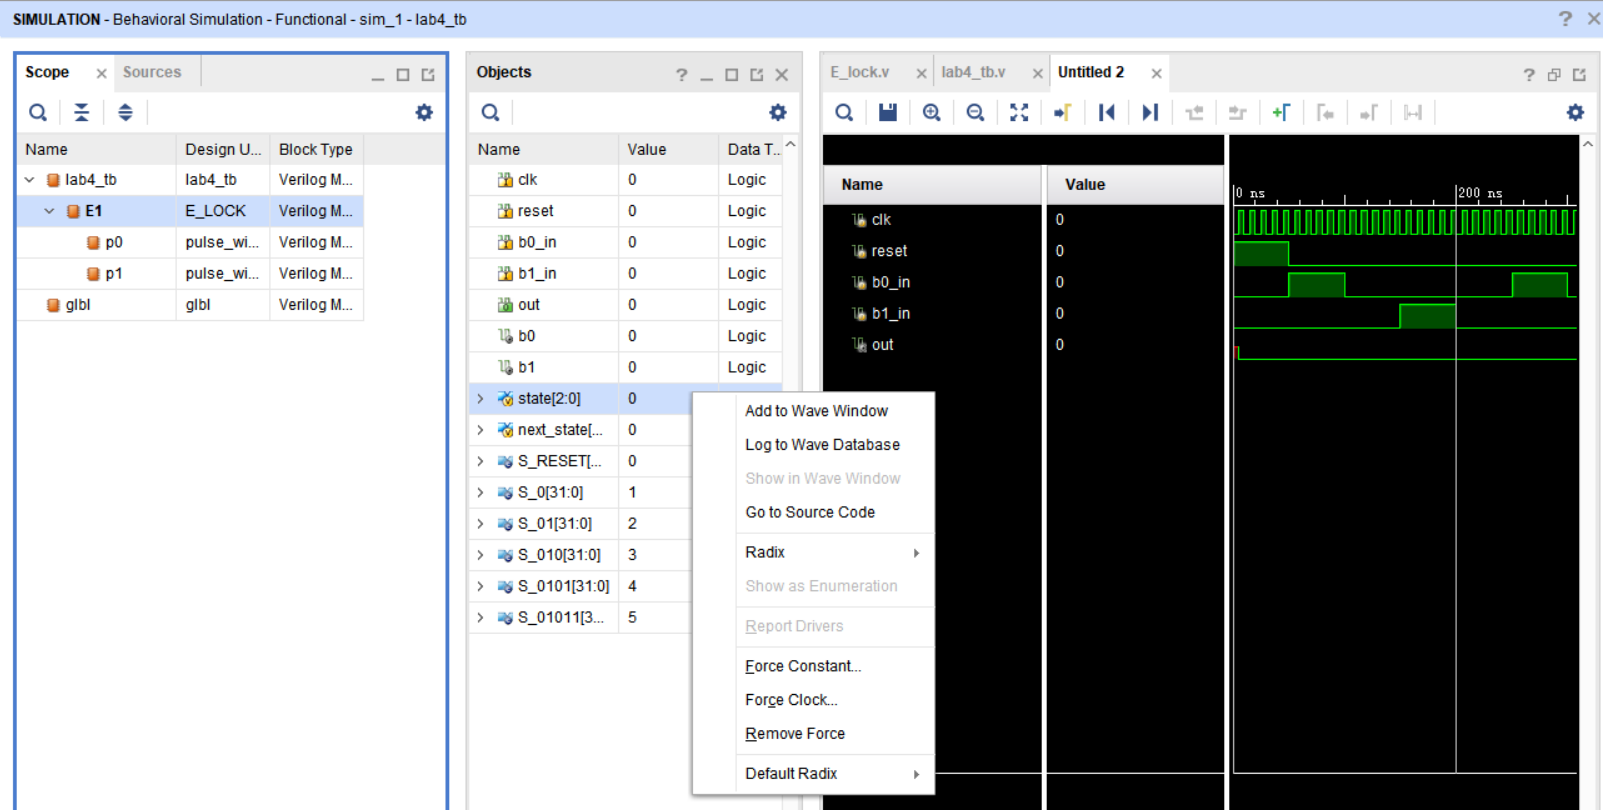 SIMULATION - Behavioral Simulation - Functional - sim_1 - lab4_tb
? ×
Scope ×
Sources
Name Design U... Block Type
lab4_tb lab4_tb Verilog M...
E1 E_LOCK Verilog M...
p0 pulse_wi... Verilog M...
p1 pulse_wi... Verilog M...
glbl glbl Verilog M...
Objects
? ×
Name Value Data T...
clk 0 Logic
reset 0 Logic
b0_in 0 Logic
b1_in 0 Logic
out 0 Logic
b0 0 Logic
b1 0 Logic
state[2:0] 0
next_state[... 0
S_RESET[... 0
S_0[31:0] 1
S_01[31:0] 2
S_010[31:0] 3
S_0101[31:0] 4
S_01011[3... 5
Add to Wave Window
Log to Wave Database
Show in Wave Window
Go to Source Code
Radix
Show as Enumeration
Report Drivers
Force Constant...
Force Clock...
Remove Force
Default Radix
E_lock.v × lab4_tb.v × Untitled 2 ×
?
Name Value
clk 0
reset 0
b0_in 0
b1_in 0
out 0
0 ns 200 ns